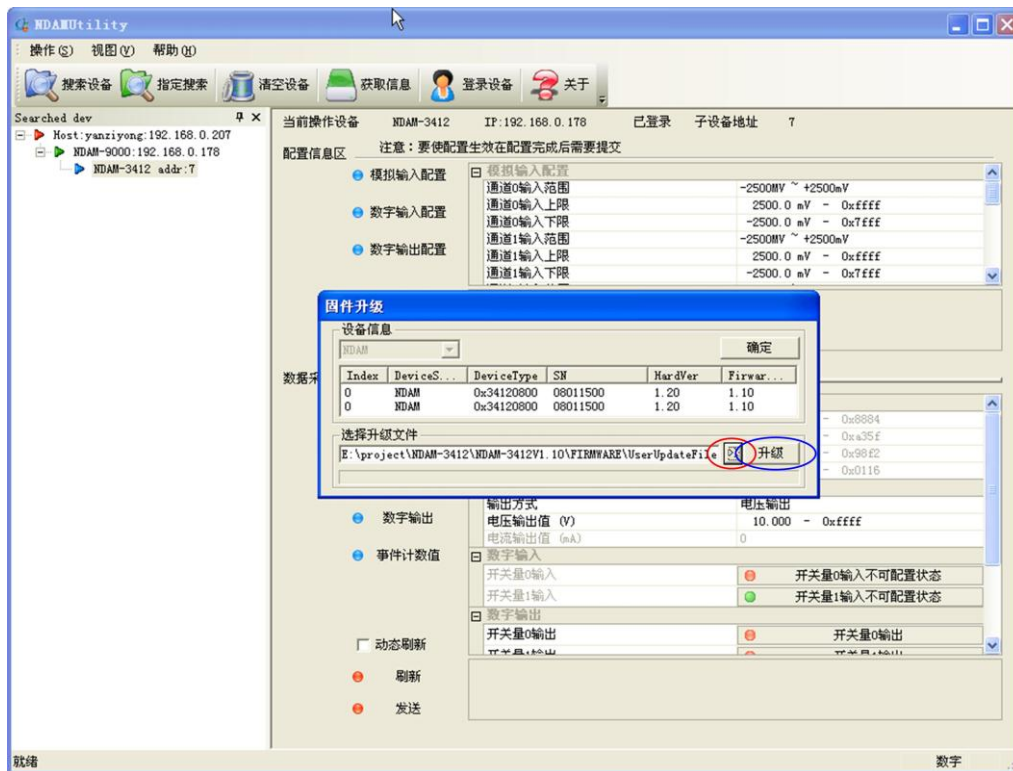 NDAMUtility
操作(S) 视图(V) 帮助(H)
搜索设备 指定搜索 清空设备 获取信息 登录设备 关于
Searched dev
Host:yanziyong:192.168.0.207
NDAM-9000:192.168.0.178
NDAM-3412 addr:7
当前操作设备 NDAM-3412 IP:192.168.0.178 已登录 子设备地址 7
配置信息区 注意：要使配置生效在配置完成后需要提交
模拟输入配置
数字输入配置
数字输出配置
模拟输入配置
通道0输入范围 -2500MV ~ +2500mV
通道0输入上限 2500.0 mV - 0xffff
通道0输入下限 -2500.0 mV - 0x7fff
通道1输入范围 -2500MV ~ +2500mV
通道1输入上限 2500.0 mV - 0xffff
通道1输入下限 -2500.0 mV - 0x7fff
固件升级
设备信息
NDAM
确定
Index DeviceS... DeviceType SN HardVer Firwar...
0 NDAM 0x34120800 08011500 1.20 1.10
0 NDAM 0x34120800 08011500 1.20 1.10
选择升级文件
E:\project\NDAM-3412\NDAM-3412V1.10\FIRMWARE\UserUpdateFile
升级
数据采
- 0x8884
- 0xa35f
- 0x98f2
- 0x0116
数字输出
事件计数值
输出方式 电压输出
电压输出值 (V) 10.000 - 0xffff
电流输出值 (mA) 0
数字输入
开关量0输入 开关量0输入不可配置状态
开关量1输入 开关量1输入不可配置状态
数字输出
开关量0输出 开关量0输出
动态刷新
刷新
发送
就绪 数字